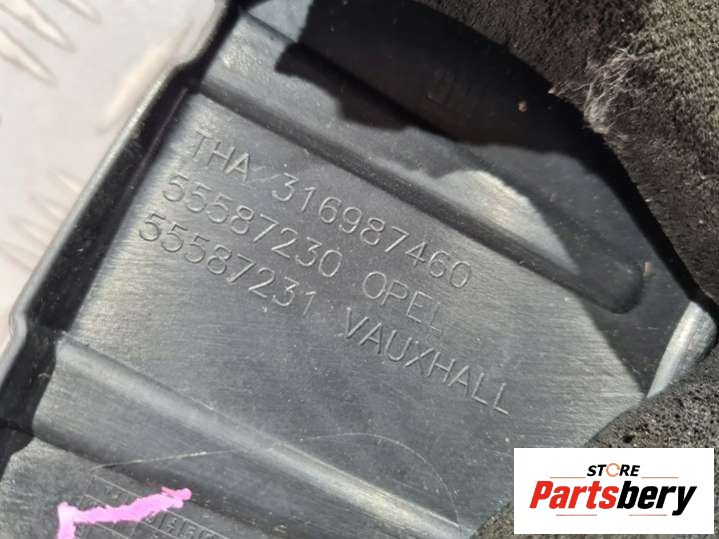 THA 316987460
55587230 OPEL
55587231 VAUXHALL
STORE
Partsbery